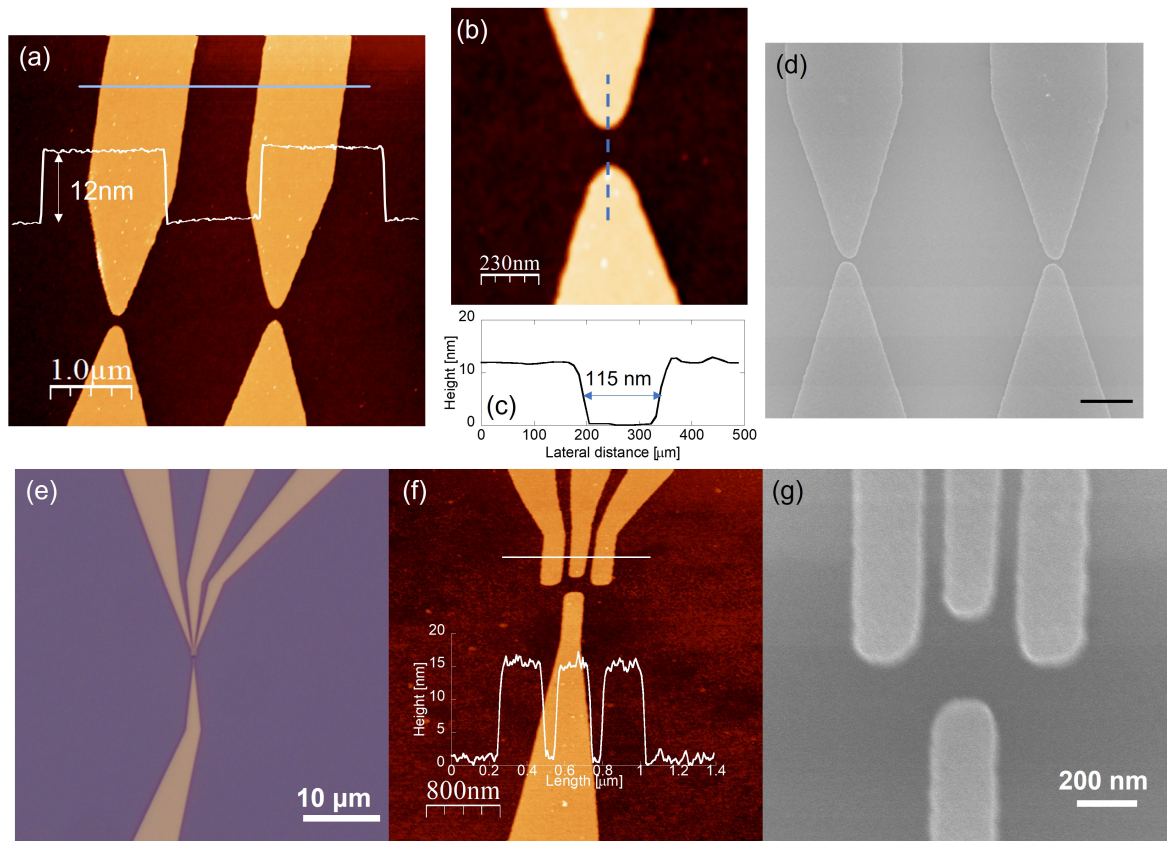 (a)
12nm
1.0μm
(b)
230nm
20
10
0
Height [nm]
115 nm
(c)
0 100 200 300 400 500
Lateral distance [μm]
(d)
(e)
10 μm
(f)
20
15
10
5
0
Height [nm]
0 0.2 0.4 0.6 0.8 1 1.2 1.4
Length [μm]
800nm
(g)
200 nm